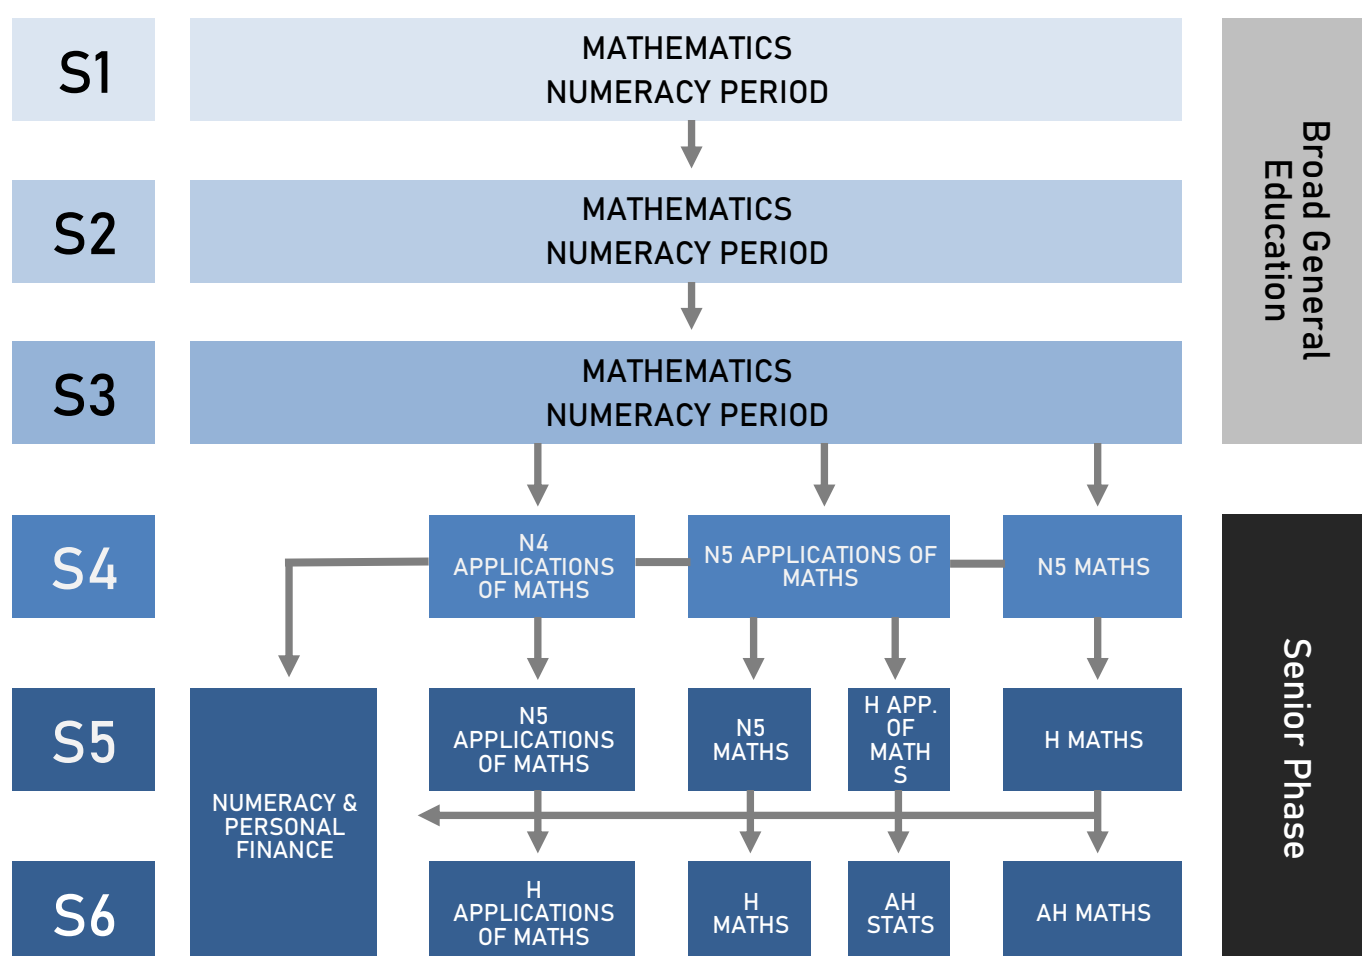 S1
MATHEMATICS
NUMERACY PERIOD
S2
MATHEMATICS
NUMERACY PERIOD
S3
MATHEMATICS
NUMERACY PERIOD
Broad General
Education
S4
N4
APPLICATIONS
OF MATHS
N5 APPLICATIONS OF
MATHS
N5 MATHS
S5
N5
APPLICATIONS
OF MATHS
N5
MATHS
H APP.
OF
MATH
S
H MATHS
NUMERACY &
PERSONAL
FINANCE
S6
H
APPLICATIONS
OF MATHS
H
MATHS
AH
STATS
AH MATHS
Senior Phase